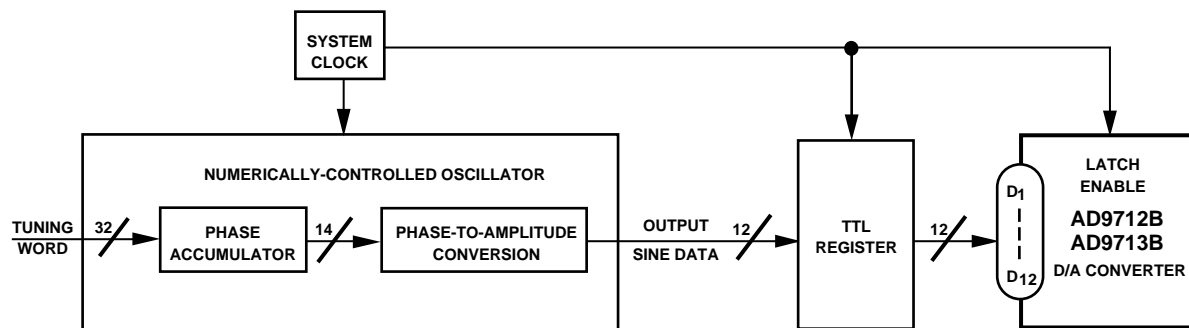 SYSTEM
CLOCK
NUMERICALLY-CONTROLLED OSCILLATOR
TUNING
WORD
32
PHASE
ACCUMULATOR
14
PHASE-TO-AMPLITUDE
CONVERSION
OUTPUT
SINE DATA
12
TTL
REGISTER
12
D1
D12
LATCH
ENABLE
AD9712B
AD9713B
D/A CONVERTER